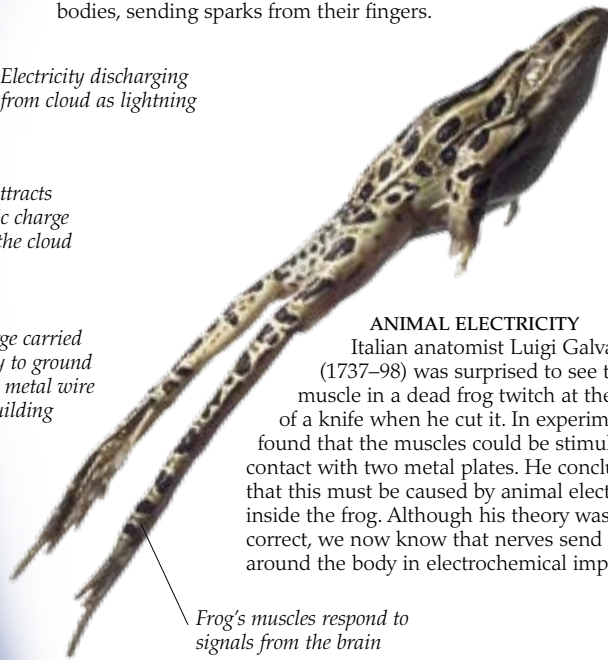 bodies, sending sparks from their fingers.
Electricity discharging
from cloud as lightning
ttracts
ic charge
the cloud
ge carried
y to ground
metal wire
uilding
ANIMAL ELECTRICITY
Italian anatomist Luigi Galva
(1737–98) was surprised to see t
muscle in a dead frog twitch at the
of a knife when he cut it. In experim
found that the muscles could be stimul
contact with two metal plates. He conclu
that this must be caused by animal elect
inside the frog. Although his theory was
correct, we now know that nerves send
around the body in electrochemical imp
Frog's muscles respond to
signals from the brain